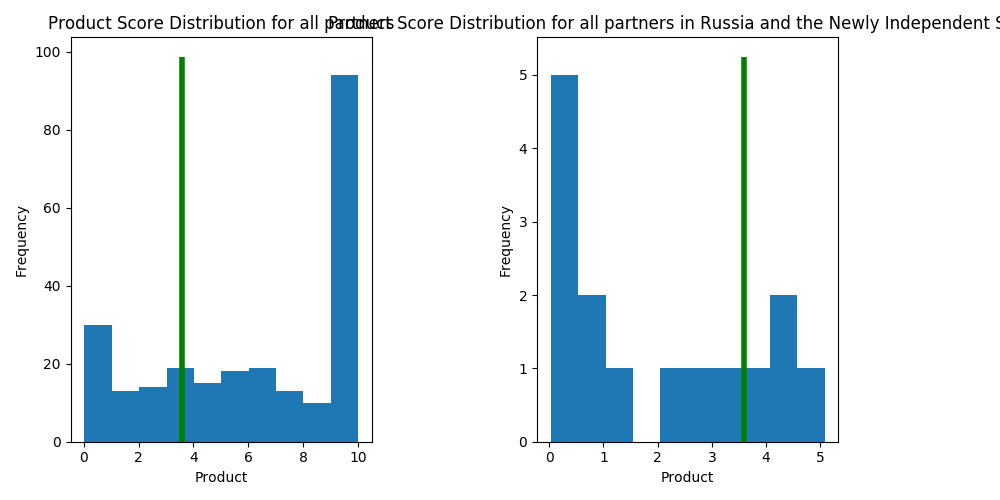 Product Score Distribution for all partners
Product Score Distribution for all partners in Russia and the Newly Independent S
100
80
60
40
20
0
Frequency
0 2 4 6 8 10
Product
5
4
3
2
1
0
Frequency
0 1 2 3 4 5
Product